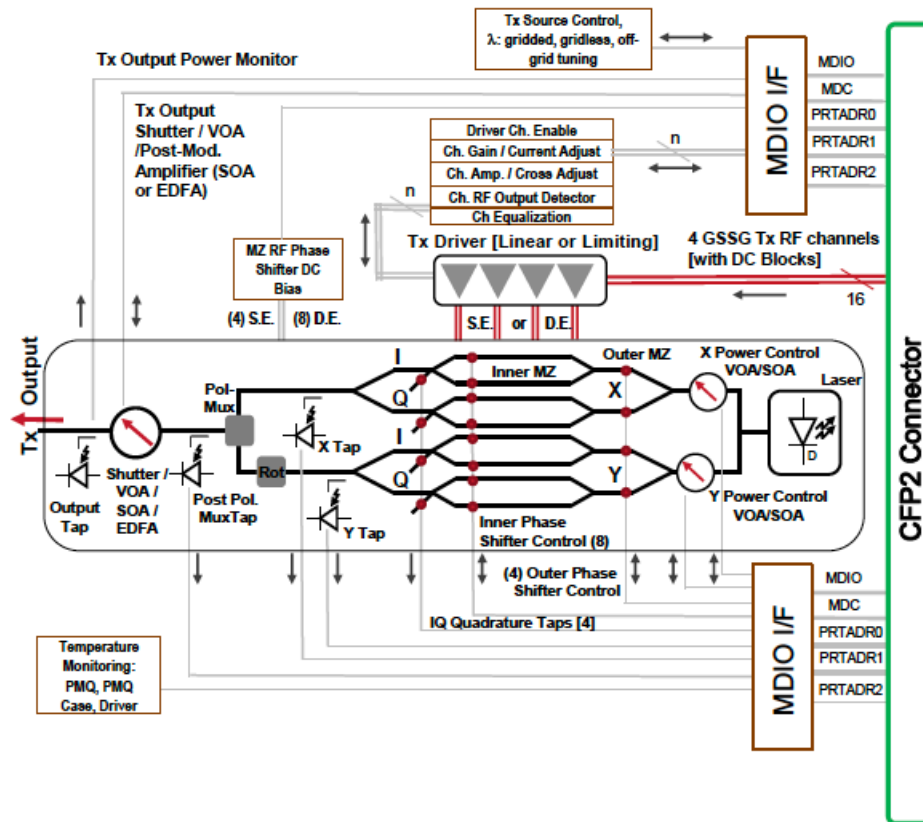 Tx Source Control,
λ: gridded, gridless, off-
grid tuning
Tx Output Power Monitor
MDIO I/F
MDIO
MDC
PRTADR0
PRTADR1
PRTADR2
Tx Output
Shutter / VOA
/Post-Mod.
Amplifier (SOA
or EDFA)
Driver Ch. Enable
Ch. Gain / Current Adjust
Ch. Amp. / Cross Adjust
Ch. RF Output Detector
Ch Equalization
n
n
Tx Driver [Linear or Limiting]
4 GSSG Tx RF channels
[with DC Blocks]
16
MZ RF Phase
Shifter DC
Bias
(4) S.E. (8) D.E.
S.E. or D.E.
CFP2 Connector
Tx Output
Pol-
Mux
I
Q
I
Q
Inner MZ
Outer MZ
X
Y
X Power Control
VOA/SOA
Laser
D
X Tap
Rot
Y Tap
Output
Tap
Shutter /
VOA /
SOA /
EDFA
Post Pol.
MuxTap
Inner Phase
Shifter Control (8)
Y Power Control
VOA/SOA
(4) Outer Phase
Shifter Control
IQ Quadrature Taps [4]
Temperature
Monitoring:
PMQ, PMQ
Case, Driver
MDIO I/F
MDIO
MDC
PRTADR0
PRTADR1
PRTADR2